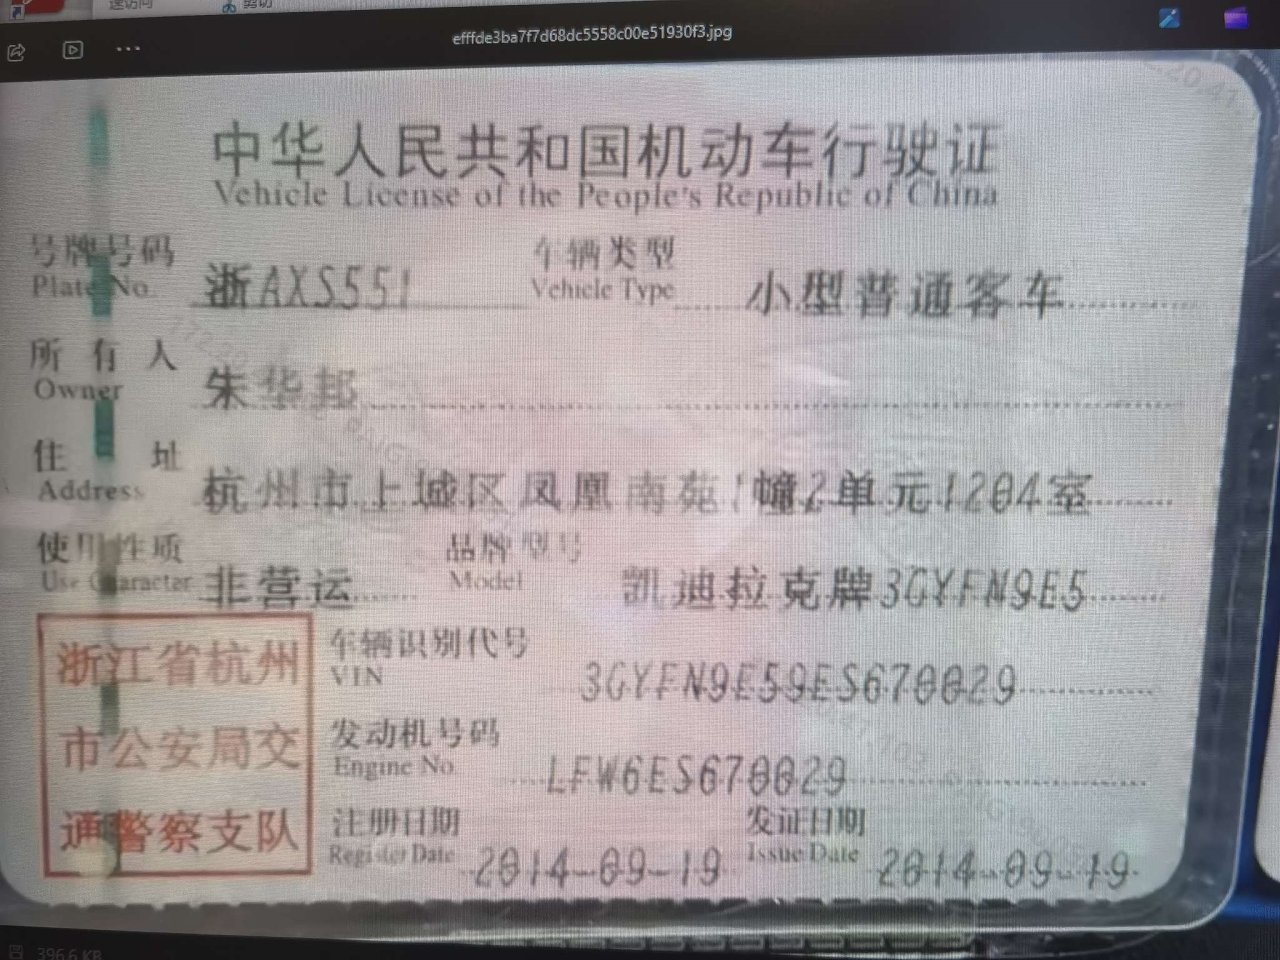 efffde3ba7f7d68dc5558c00e51930f3.jpg
中华人民共和国机动车行驶证
Vehicle License of the People's Republic of China
号牌号码 浙AXS551 车辆类型 小型普通客车
Plate No. Vehicle Type
所有人 朱华邦
Owner
住址 杭州市上城区凤凰南苑1幢2单元1204室
Address
使用性质 非营运 品牌型号 凯迪拉克牌3GYFN9E5
Use Character Model
浙江省杭州
市公安局交
通警察支队
车辆识别代号 3GYFN9E59ES670029
VIN
发动机号码 LFW6ES670029
Engine No.
注册日期 2014-09-19 发证日期 2014-09-19
Register Date Issue Date
396.6 KB